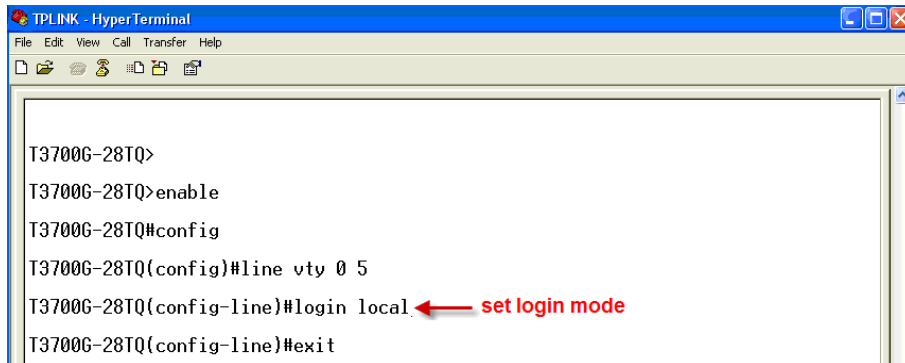 TPLINK - HyperTerminal
File Edit View Call Transfer Help
T3700G-28TQ>
T3700G-28TQ>enable
T3700G-28TQ#config
T3700G-28TQ(config)#line vty 0 5
T3700G-28TQ(config-line)#login local set login mode
T3700G-28TQ(config-line)#exit